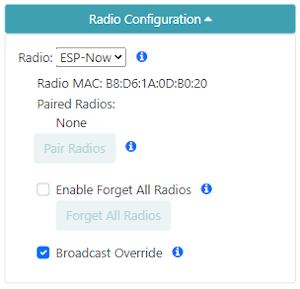 Radio Configuration
Radio: ESP-Now
Radio MAC: B8:D6:1A:0D:B0:20
Paired Radios:
None
Pair Radios
Enable Forget All Radios
Forget All Radios
Broadcast Override